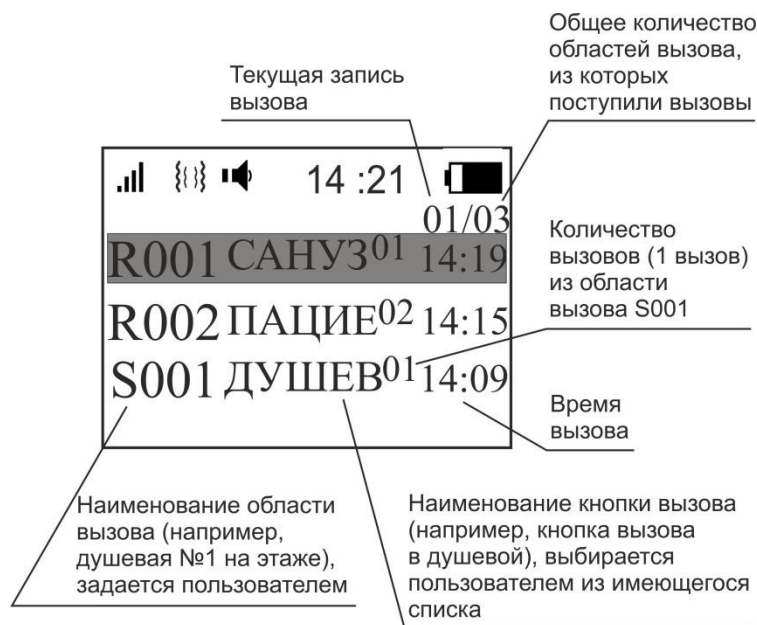 Общее количество
областей вызова,
из которых
поступили вызовы
Текущая запись
вызова
14 :21
01/03
R001 САНУЗ01 14:19
R002 ПАЦИЕ02 14:15
S001 ДУШЕВ01 14:09
Количество
вызовов (1 вызов)
из области
вызова S001
Время
вызова
Наименование области
вызова (например,
душевая №1 на этаже),
задается пользователем
Наименование кнопки вызова
(например, кнопка вызова
в душевой), выбирается
пользователем из имеющегося
списка